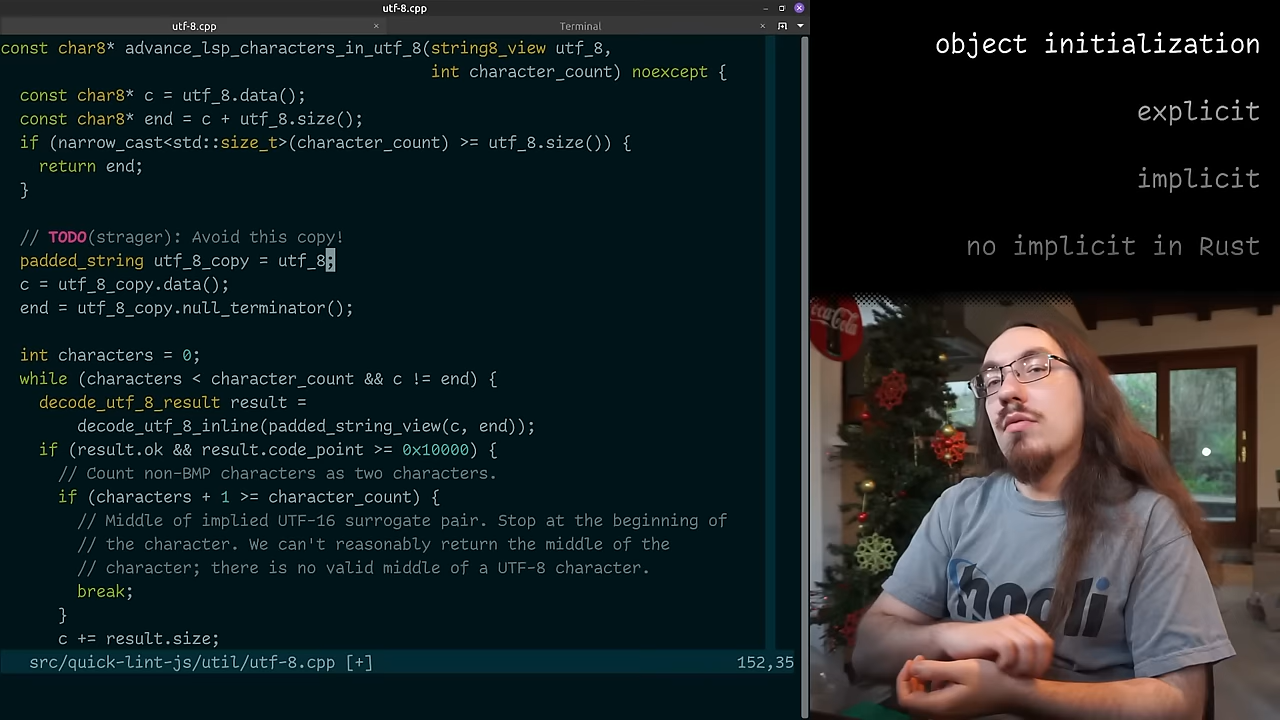 utf-8.cpp
utf-8.cpp
Terminal
const char8* advance_lsp_characters_in_utf_8(string8_view utf_8,
int character_count) noexcept {
const char8* c = utf_8.data();
const char8* end = c + utf_8.size();
if (narrow_cast<std::size_t>(character_count) >= utf_8.size()) {
return end;
}
// TODO(strager): Avoid this copy!
padded_string utf_8_copy = utf_8;
c = utf_8_copy.data();
end = utf_8_copy.null_terminator();
int characters = 0;
while (characters < character_count && c != end) {
decode_utf_8_result result =
decode_utf_8_inline(padded_string_view(c, end));
if (result.ok && result.code_point >= 0x10000) {
// Count non-BMP characters as two characters.
if (characters + 1 >= character_count) {
// Middle of implied UTF-16 surrogate pair. Stop at the beginning of
// the character. We can't reasonably return the middle of the
// character; there is no valid middle of a UTF-8 character.
break;
}
c += result.size;
src/quick-lint-js/util/utf-8.cpp [+]
152,35
object initialization
explicit
implicit
no implicit in Rust
Coca-Cola
hooli